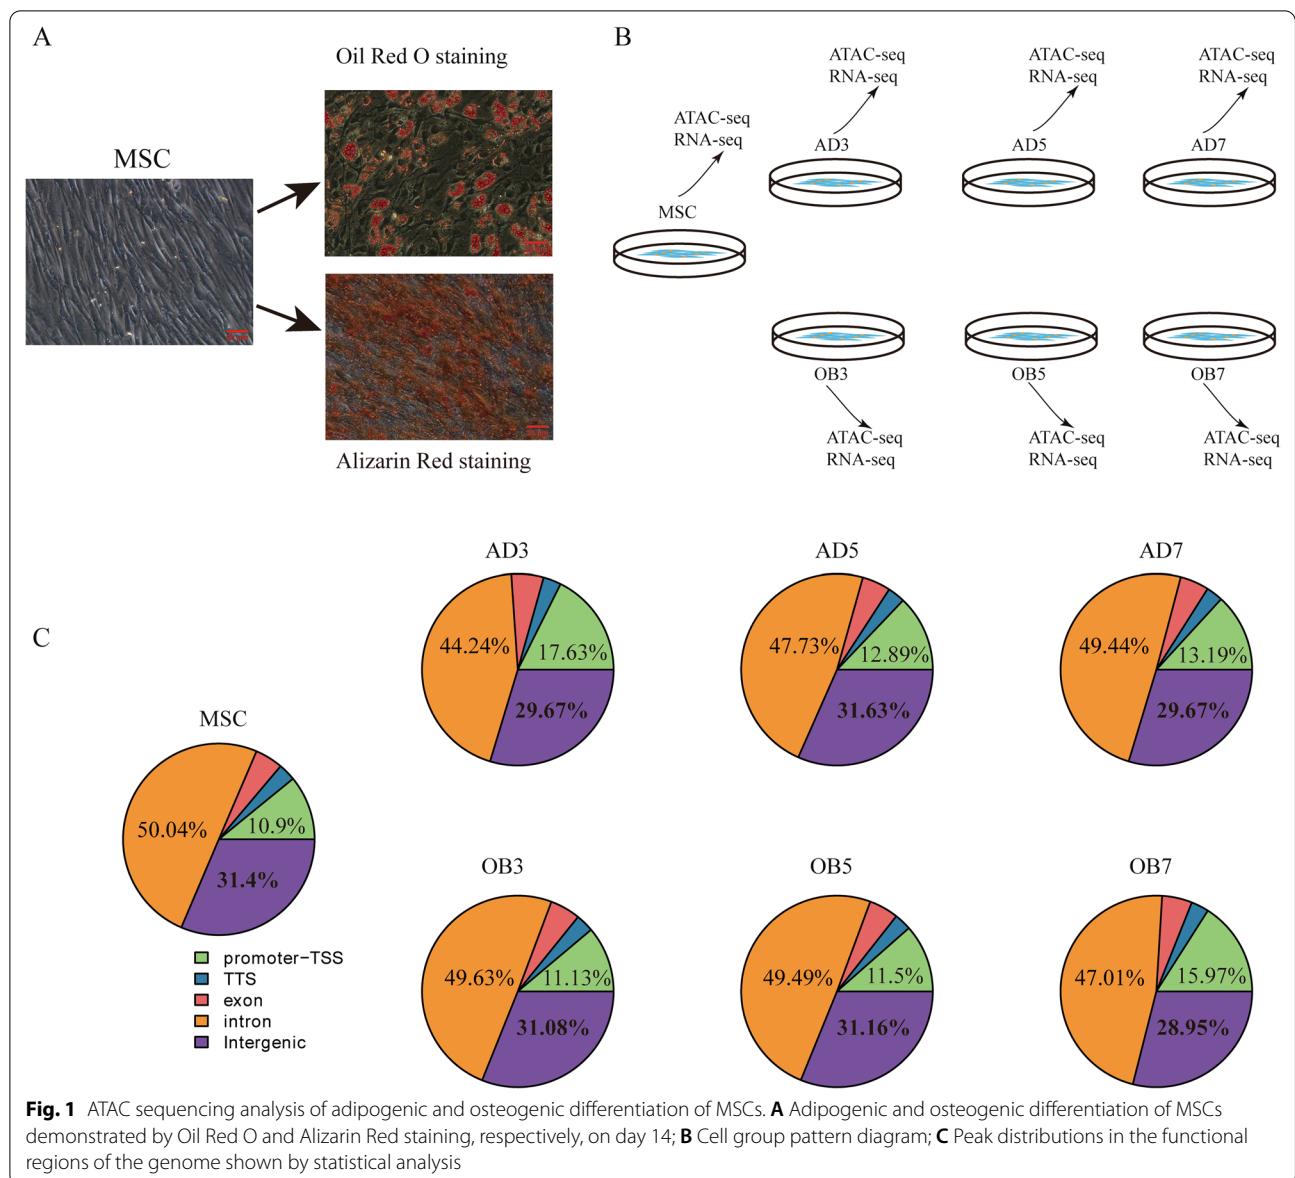 A
Oil Red O staining
MSC
Alizarin Red staining
B
ATAC-seq
RNA-seq
MSC
ATAC-seq
RNA-seq
AD3
ATAC-seq
RNA-seq
AD5
ATAC-seq
RNA-seq
AD7
OB3
ATAC-seq
RNA-seq
OB5
ATAC-seq
RNA-seq
OB7
ATAC-seq
RNA-seq
C
MSC
50.04%
10.9%
31.4%
AD3
44.24%
17.63%
29.67%
AD5
47.73%
12.89%
31.63%
AD7
49.44%
13.19%
29.67%
OB3
49.63%
11.13%
31.08%
OB5
49.49%
11.5%
31.16%
OB7
47.01%
15.97%
28.95%
promoter-TSS
TTS
exon
intron
Intergenic
Fig. 1 ATAC sequencing analysis of adipogenic and osteogenic differentiation of MSCs. A Adipogenic and osteogenic differentiation of MSCs
demonstrated by Oil Red O and Alizarin Red staining, respectively, on day 14; B Cell group pattern diagram; C Peak distributions in the functional
regions of the genome shown by statistical analysis